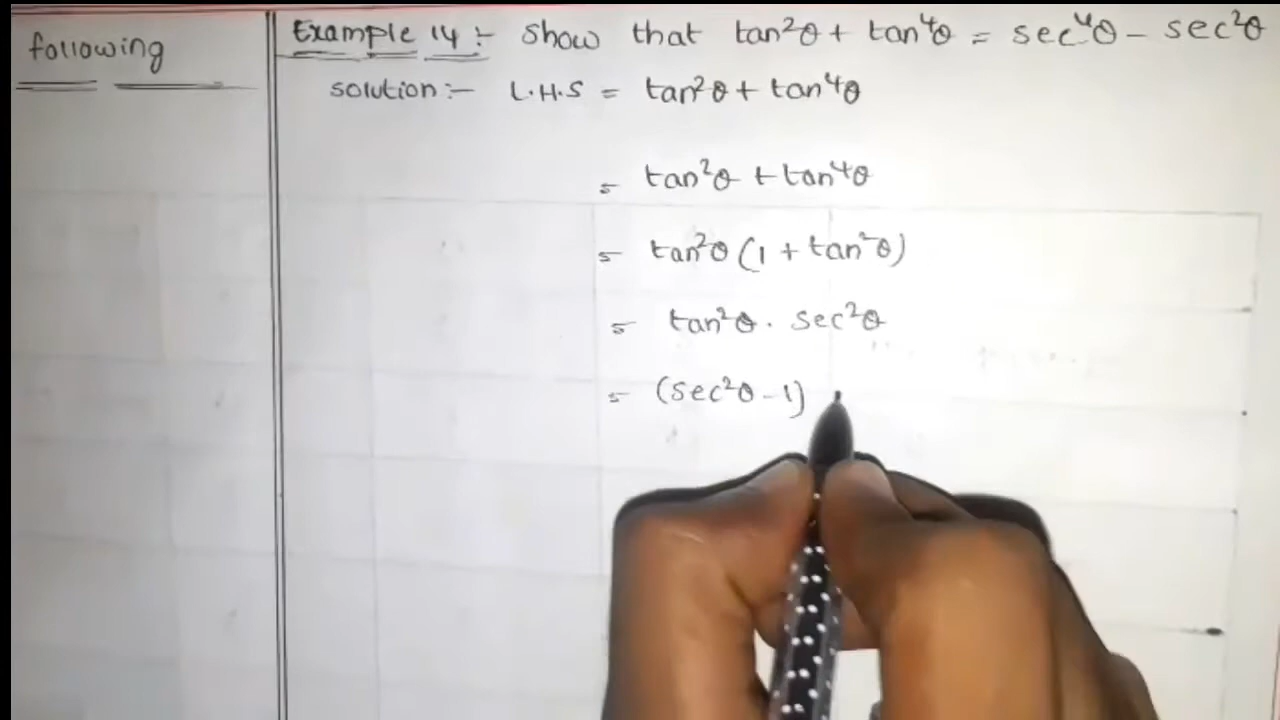 following
Example 14 :- Show that tan²θ + tan⁴θ = sec⁴θ - sec²θ
solution :- L.H.S = tan²θ + tan⁴θ
= tan²θ + tan⁴θ
= tan²θ (1 + tan²θ)
= tan²θ . sec²θ
= (sec²θ - 1)